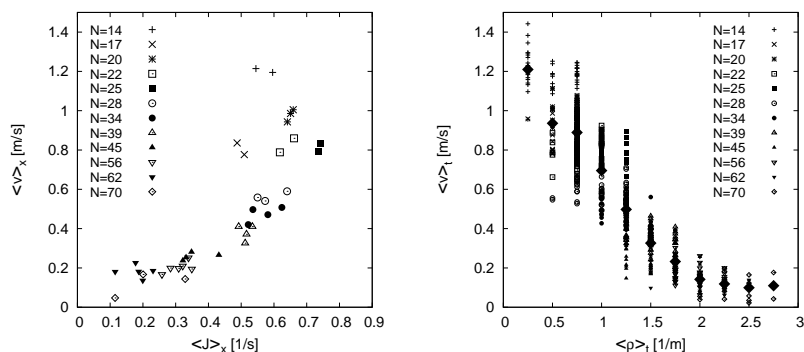 1.4
1.2
1
0.8
0.6
0.4
0.2
0
0 0.1 0.2 0.3 0.4 0.5 0.6 0.7 0.8 0.9
<v>x [m/s]
<J>x [1/s]
N=14
N=17
N=20
N=22
N=25
N=28
N=34
N=39
N=45
N=56
N=62
N=70
1.4
1.2
1
0.8
0.6
0.4
0.2
0
0 0.5 1 1.5 2 2.5 3
<v>t [m/s]
<ρ>t [1/m]
N=14
N=17
N=20
N=22
N=25
N=28
N=34
N=39
N=45
N=56
N=62
N=70